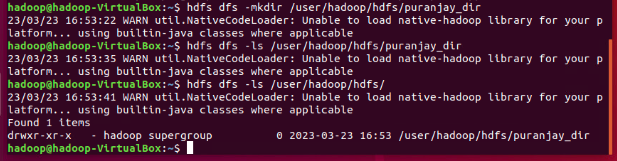 hadoop@hadoop-VirtualBox:~$ hdfs dfs -mkdir /user/hadoop/hdfs/puranjay_dir
23/03/23 16:53:22 WARN util.NativeCodeLoader: Unable to load native-hadoop library for your p
latform... using builtin-java classes where applicable
hadoop@hadoop-VirtualBox:~$ hdfs dfs -ls /user/hadoop/hdfs/puranjay_dir
23/03/23 16:53:35 WARN util.NativeCodeLoader: Unable to load native-hadoop library for your p
latform... using builtin-java classes where applicable
hadoop@hadoop-VirtualBox:~$ hdfs dfs -ls /user/hadoop/hdfs/
23/03/23 16:53:41 WARN util.NativeCodeLoader: Unable to load native-hadoop library for your p
latform... using builtin-java classes where applicable
Found 1 items
drwxr-xr-x   - hadoop supergroup          0 2023-03-23 16:53 /user/hadoop/hdfs/puranjay_dir
hadoop@hadoop-VirtualBox:~$